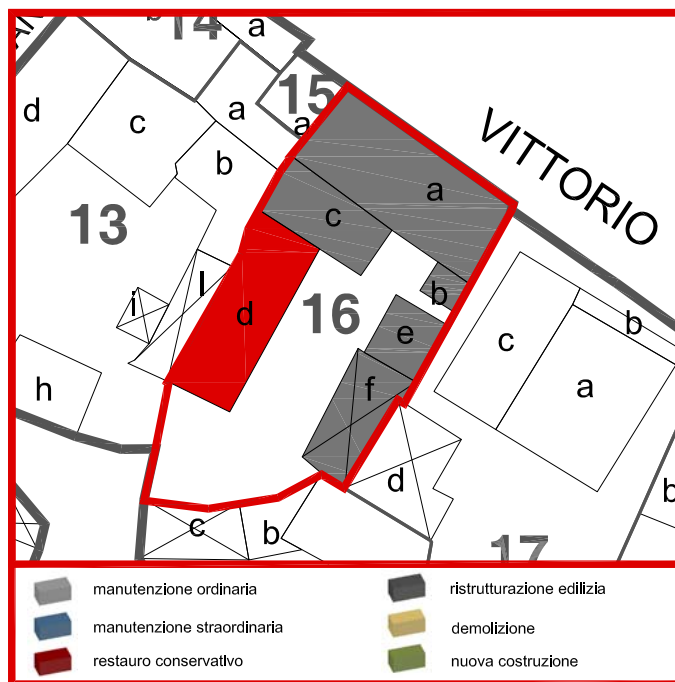 14
a
15
a
a
VITTORIO
d
c
b
a
c
13
16
d
l
i
b
e
f
c
b
a
h
d
b
c
b
17
manutenzione ordinaria
ristrutturazione edilizia
manutenzione straordinaria
demolizione
restauro conservativo
nuova costruzione